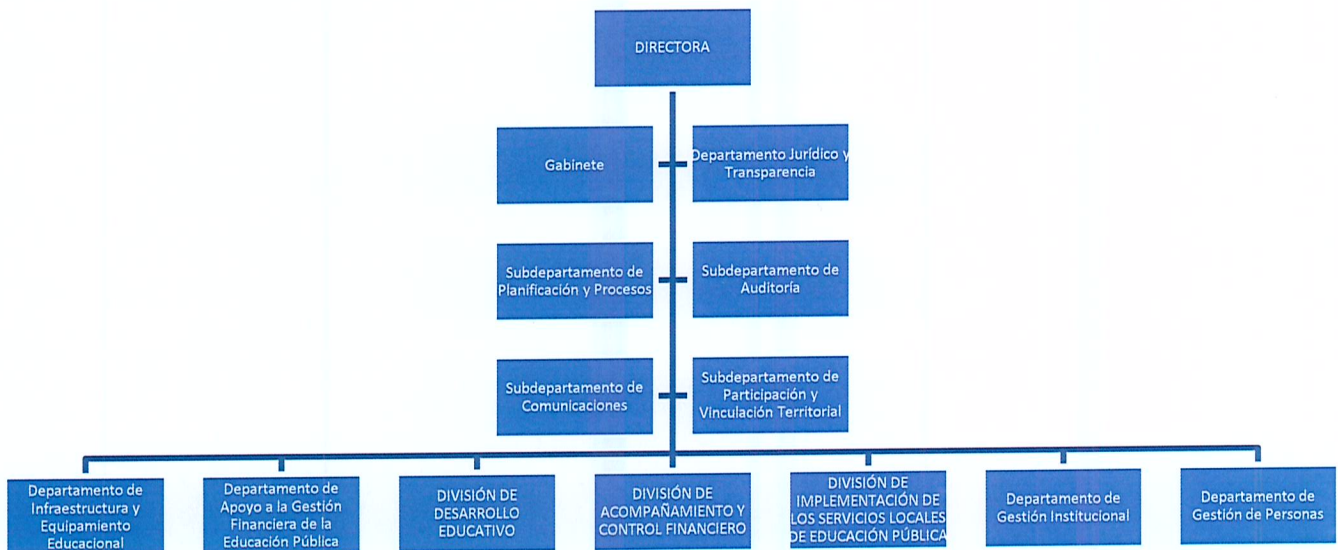 DIRECTORA
Gabinete
Departamento Jurídico y
Transparencia
Subdepartamento de
Planificación y Procesos
Subdepartamento de
Auditoría
Subdepartamento de
Comunicaciones
Subdepartamento de
Participación y
Vinculación Territorial
Departamento de
Infraestructura y
Equipamiento
Educacional
Departamento de
Apoyo a la Gestión
Financiera de la
Educación Pública
DIVISIÓN DE
DESARROLLO
EDUCATIVO
DIVISIÓN DE
ACOMPAÑAMIENTO Y
CONTROL FINANCIERO
DIVISIÓN DE
IMPLEMENTACIÓN DE
LOS SERVICIOS LOCALES
DE EDUCACIÓN PÚBLICA
Departamento de
Gestión Institucional
Departamento de
Gestión de Personas